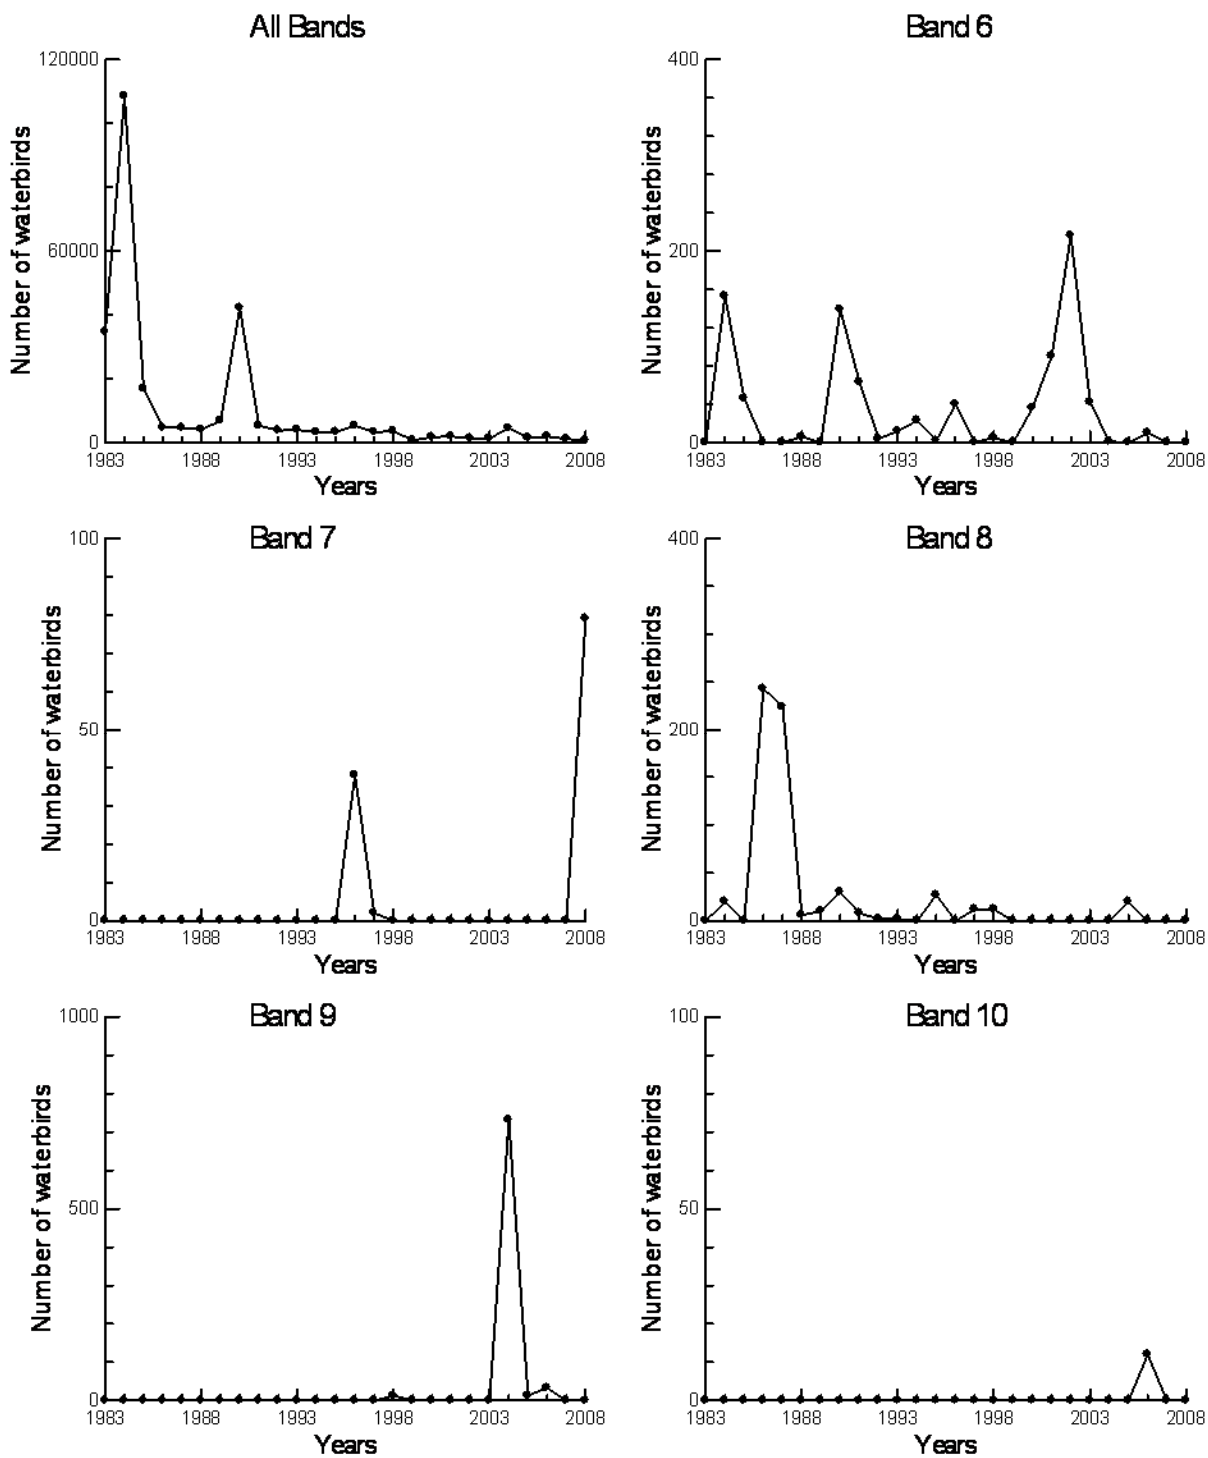 All Bands
120000
60000
0
Number of waterbirds
1983 1988 1993 1998 2003 2008
Years
Band 6
400
200
0
Number of waterbirds
1983 1988 1993 1998 2003 2008
Years
Band 7
100
50
0
Number of waterbirds
1983 1988 1993 1998 2003 2008
Years
Band 8
400
200
0
Number of waterbirds
1983 1988 1993 1998 2003 2008
Years
Band 9
1000
500
0
Number of waterbirds
1983 1988 1993 1998 2003 2008
Years
Band 10
100
50
0
Number of waterbirds
1983 1988 1993 1998 2003 2008
Years